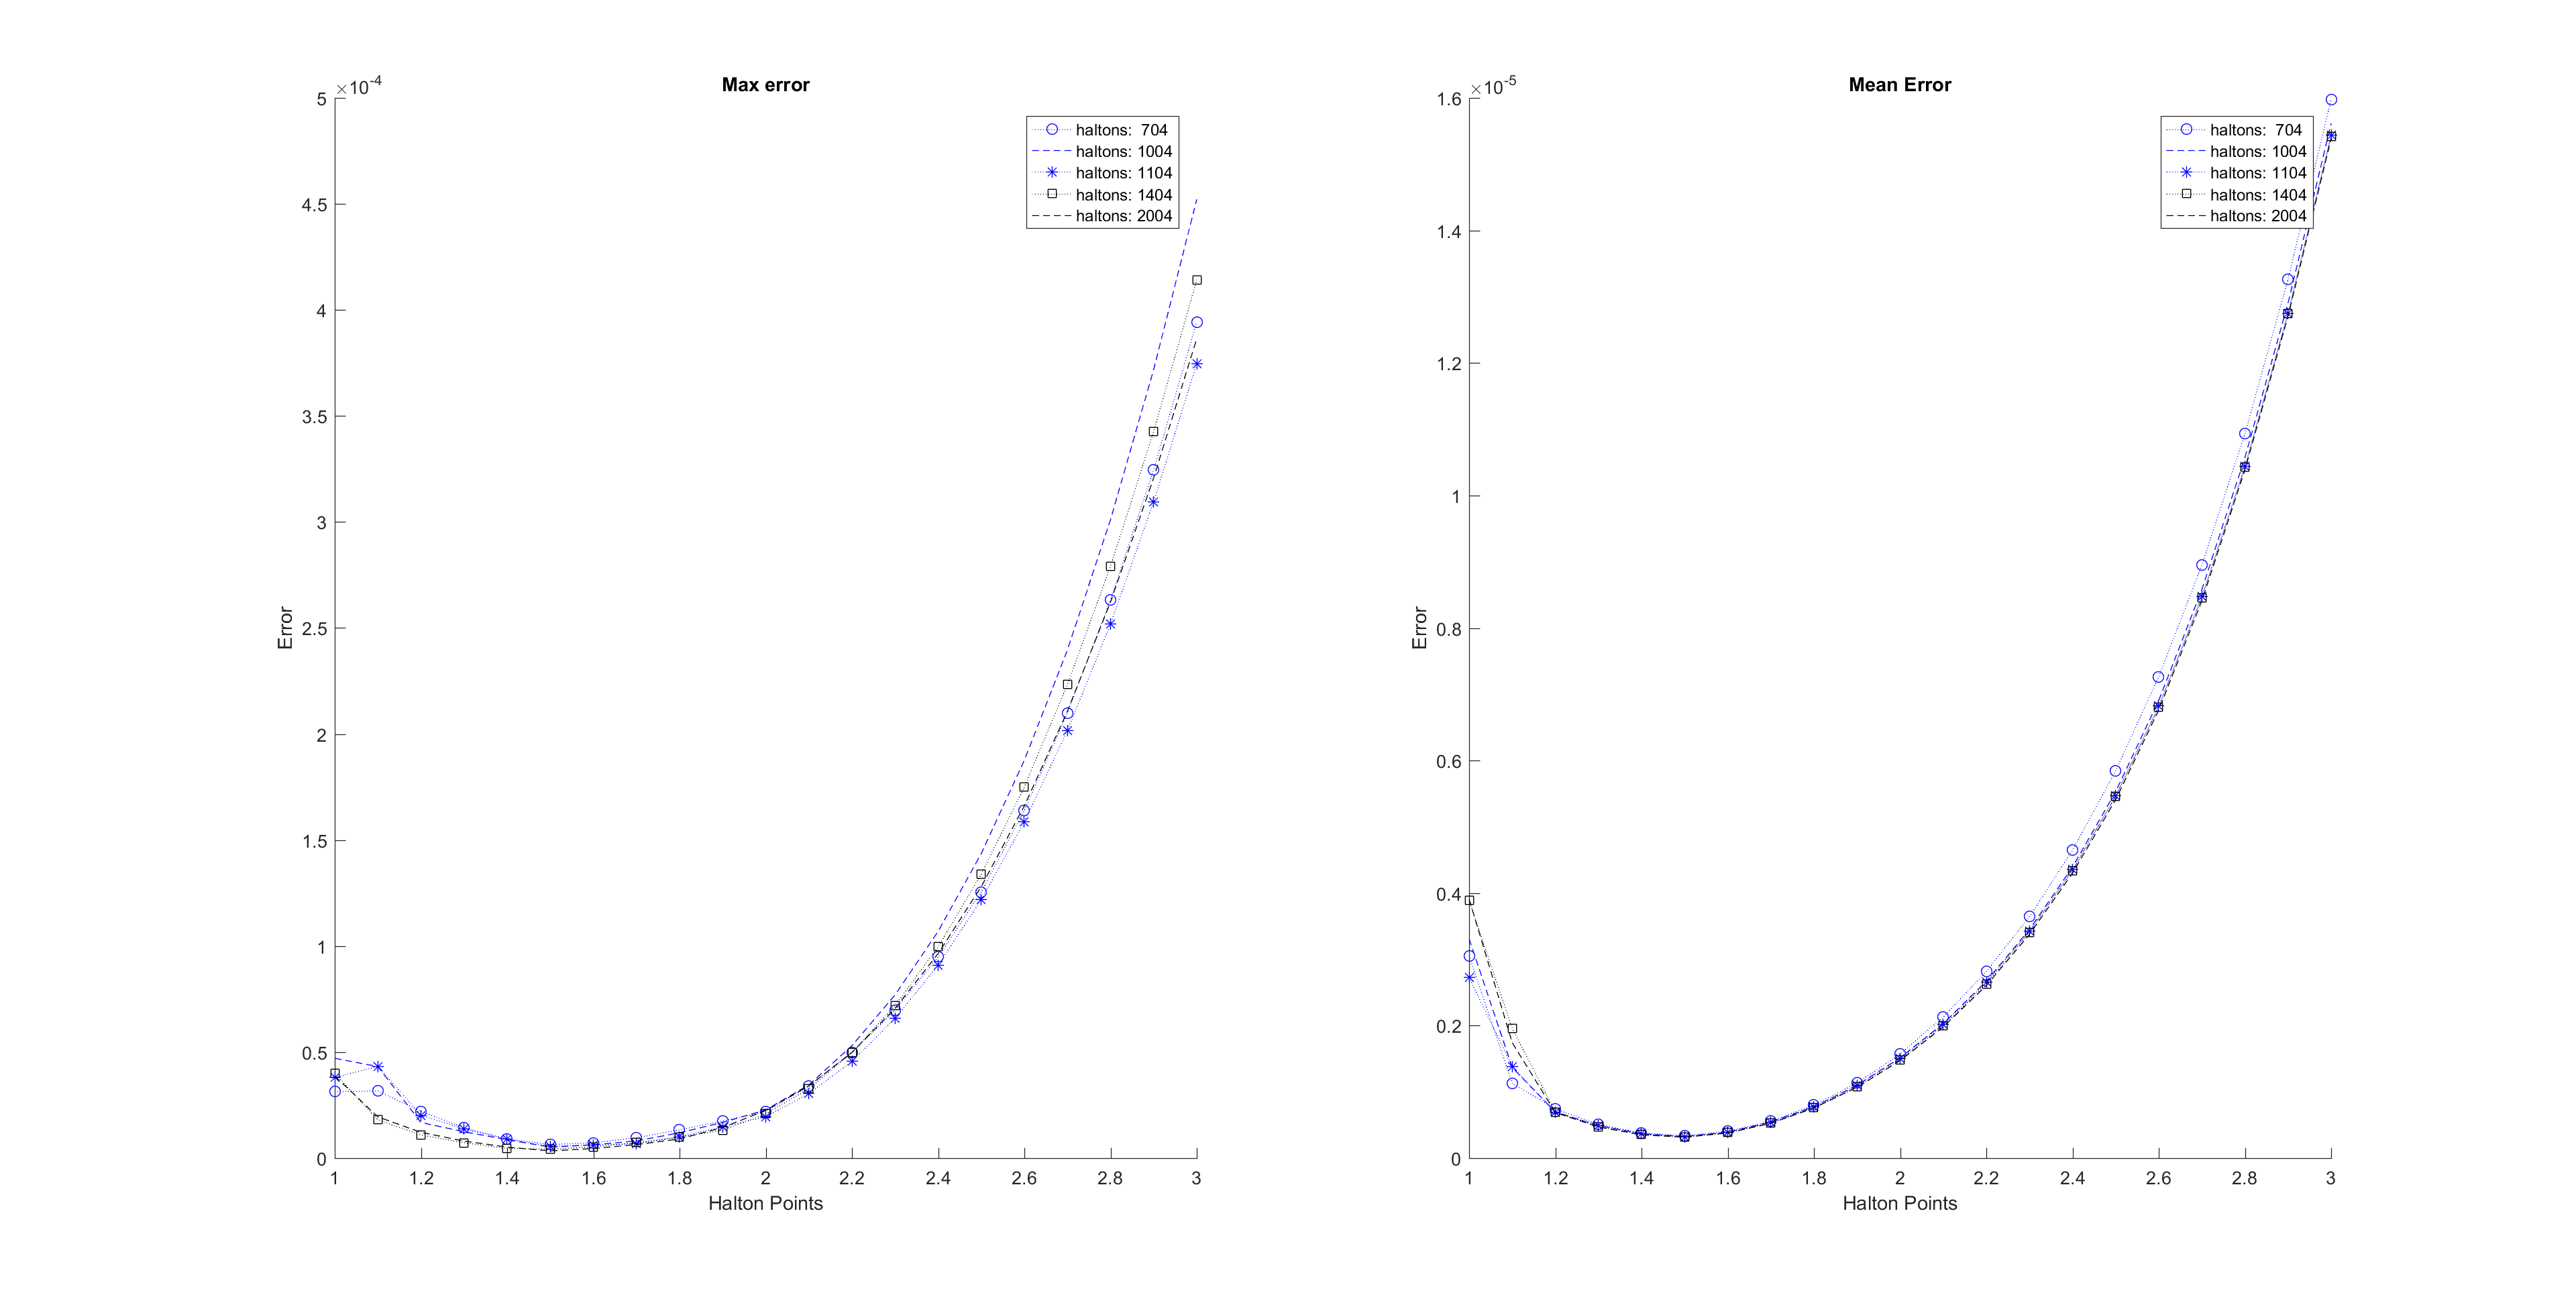 Max error
×10-4
5
4.5
4
3.5
3
2.5
2
1.5
1
0.5
0
Error
haltons: 704
haltons: 1004
haltons: 1104
haltons: 1404
haltons: 2004
1 1.2 1.4 1.6 1.8 2 2.2 2.4 2.6 2.8 3
Halton Points
Mean Error
×10-5
1.6
1.4
1.2
1
0.8
0.6
0.4
0.2
0
Error
haltons: 704
haltons: 1004
haltons: 1104
haltons: 1404
haltons: 2004
1 1.2 1.4 1.6 1.8 2 2.2 2.4 2.6 2.8 3
Halton Points